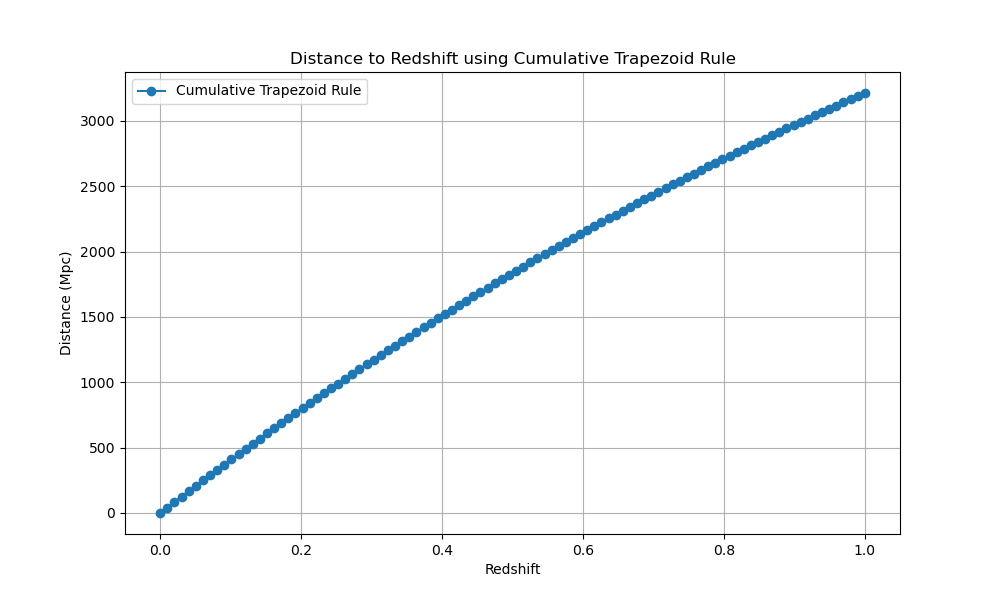 Distance to Redshift using Cumulative Trapezoid Rule
Cumulative Trapezoid Rule
3000
2500
2000
1500
1000
500
0
Distance (Mpc)
0.0 0.2 0.4 0.6 0.8 1.0
Redshift